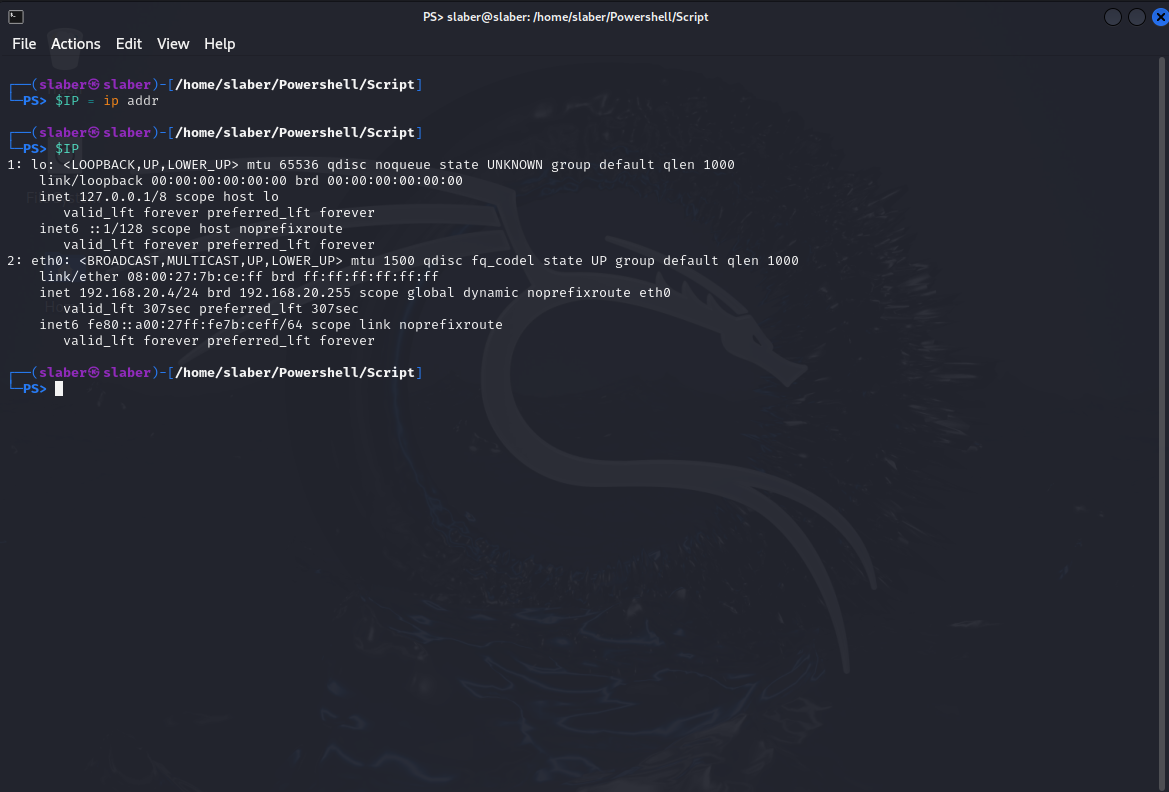 PS> slaber@slaber: /home/slaber/Powershell/Script
File Actions Edit View Help
┌──(slaber㉿slaber)-[/home/slaber/Powershell/Script]
└─PS> $IP = ip addr
┌──(slaber㉿slaber)-[/home/slaber/Powershell/Script]
└─PS> $IP
1: lo: <LOOPBACK,UP,LOWER_UP> mtu 65536 qdisc noqueue state UNKNOWN group default qlen 1000
    link/loopback 00:00:00:00:00:00 brd 00:00:00:00:00:00
    inet 127.0.0.1/8 scope host lo
       valid_lft forever preferred_lft forever
    inet6 ::1/128 scope host noprefixroute
       valid_lft forever preferred_lft forever
2: eth0: <BROADCAST,MULTICAST,UP,LOWER_UP> mtu 1500 qdisc fq_codel state UP group default qlen 1000
    link/ether 08:00:27:7b:ce:ff brd ff:ff:ff:ff:ff:ff
    inet 192.168.20.4/24 brd 192.168.20.255 scope global dynamic noprefixroute eth0
       valid_lft 307sec preferred_lft 307sec
    inet6 fe80::a00:27ff:fe7b:ceff/64 scope link noprefixroute
       valid_lft forever preferred_lft forever
┌──(slaber㉿slaber)-[/home/slaber/Powershell/Script]
└─PS>